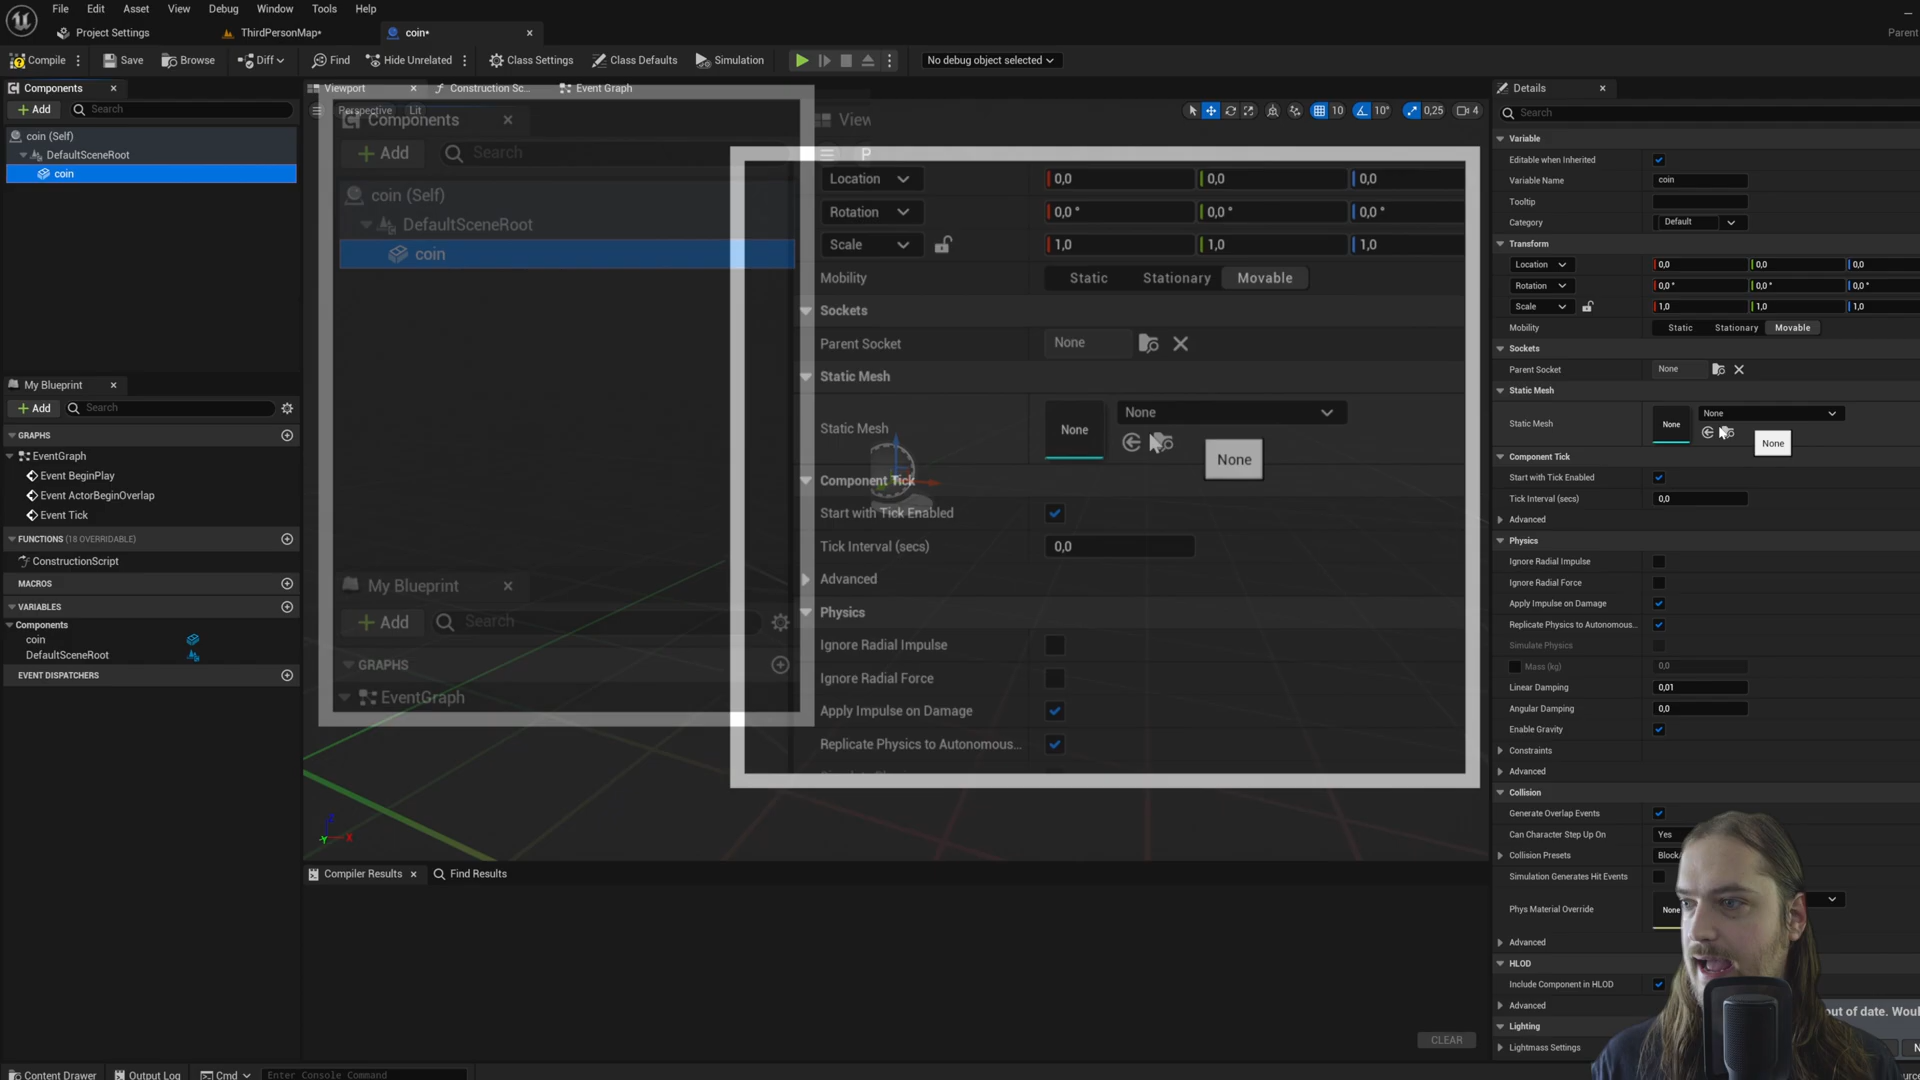 File Edit Asset View Debug Window Tools Help
Project Settings ThirdPersonMap* coin*
Parent
Compile Save Browse Diff Find Hide Unrelated Class Settings Class Defaults Simulation No debug object selected
Components
Add Search
coin (Self)
DefaultSceneRoot
coin
My Blueprint
Add Search
GRAPHS
EventGraph
Event BeginPlay
Event ActorBeginOverlap
Event Tick
FUNCTIONS (18 OVERRIDABLE)
ConstructionScript
MACROS
VARIABLES
Components
coin
DefaultSceneRoot
EVENT DISPATCHERS
Viewport Construction Sc... Event Graph
Perspective Lit
10 10° 0,25 4
Components
Add Search
coin (Self)
DefaultSceneRoot
coin
My Blueprint
Add Search
GRAPHS
EventGraph
View
P
Location 0,0 0,0 0,0
Rotation 0,0 ° 0,0 ° 0,0 °
Scale 1,0 1,0 1,0
Mobility Static Stationary Movable
Sockets
Parent Socket None
Static Mesh
Static Mesh None None
None
Component Tick
Start with Tick Enabled
Tick Interval (secs) 0,0
Advanced
Physics
Ignore Radial Impulse
Ignore Radial Force
Apply Impulse on Damage
Replicate Physics to Autonomous...
Z X Y
Compiler Results Find Results
CLEAR
Details
Search
Variable
Editable when Inherited
Variable Name coin
Tooltip
Category Default
Transform
Location 0,0 0,0 0,0
Rotation 0,0 ° 0,0 ° 0,0 °
Scale 1,0 1,0 1,0
Mobility Static Stationary Movable
Sockets
Parent Socket None
Static Mesh
Static Mesh None None
None
Component Tick
Start with Tick Enabled
Tick Interval (secs) 0,0
Advanced
Physics
Ignore Radial Impulse
Ignore Radial Force
Apply Impulse on Damage
Replicate Physics to Autonomous...
Simulate Physics
Mass (kg) 0,0
Linear Damping 0,01
Angular Damping 0,0
Enable Gravity
Constraints
Advanced
Collision
Generate Overlap Events
Can Character Step Up On Yes
Collision Presets Block
Simulation Generates Hit Events
Phys Material Override None
Advanced
HLOD
Include Component in HLOD
Advanced
out of date. Woul
Lighting
Lightmass Settings
Content Drawer Output Log Cmd Enter Console Command